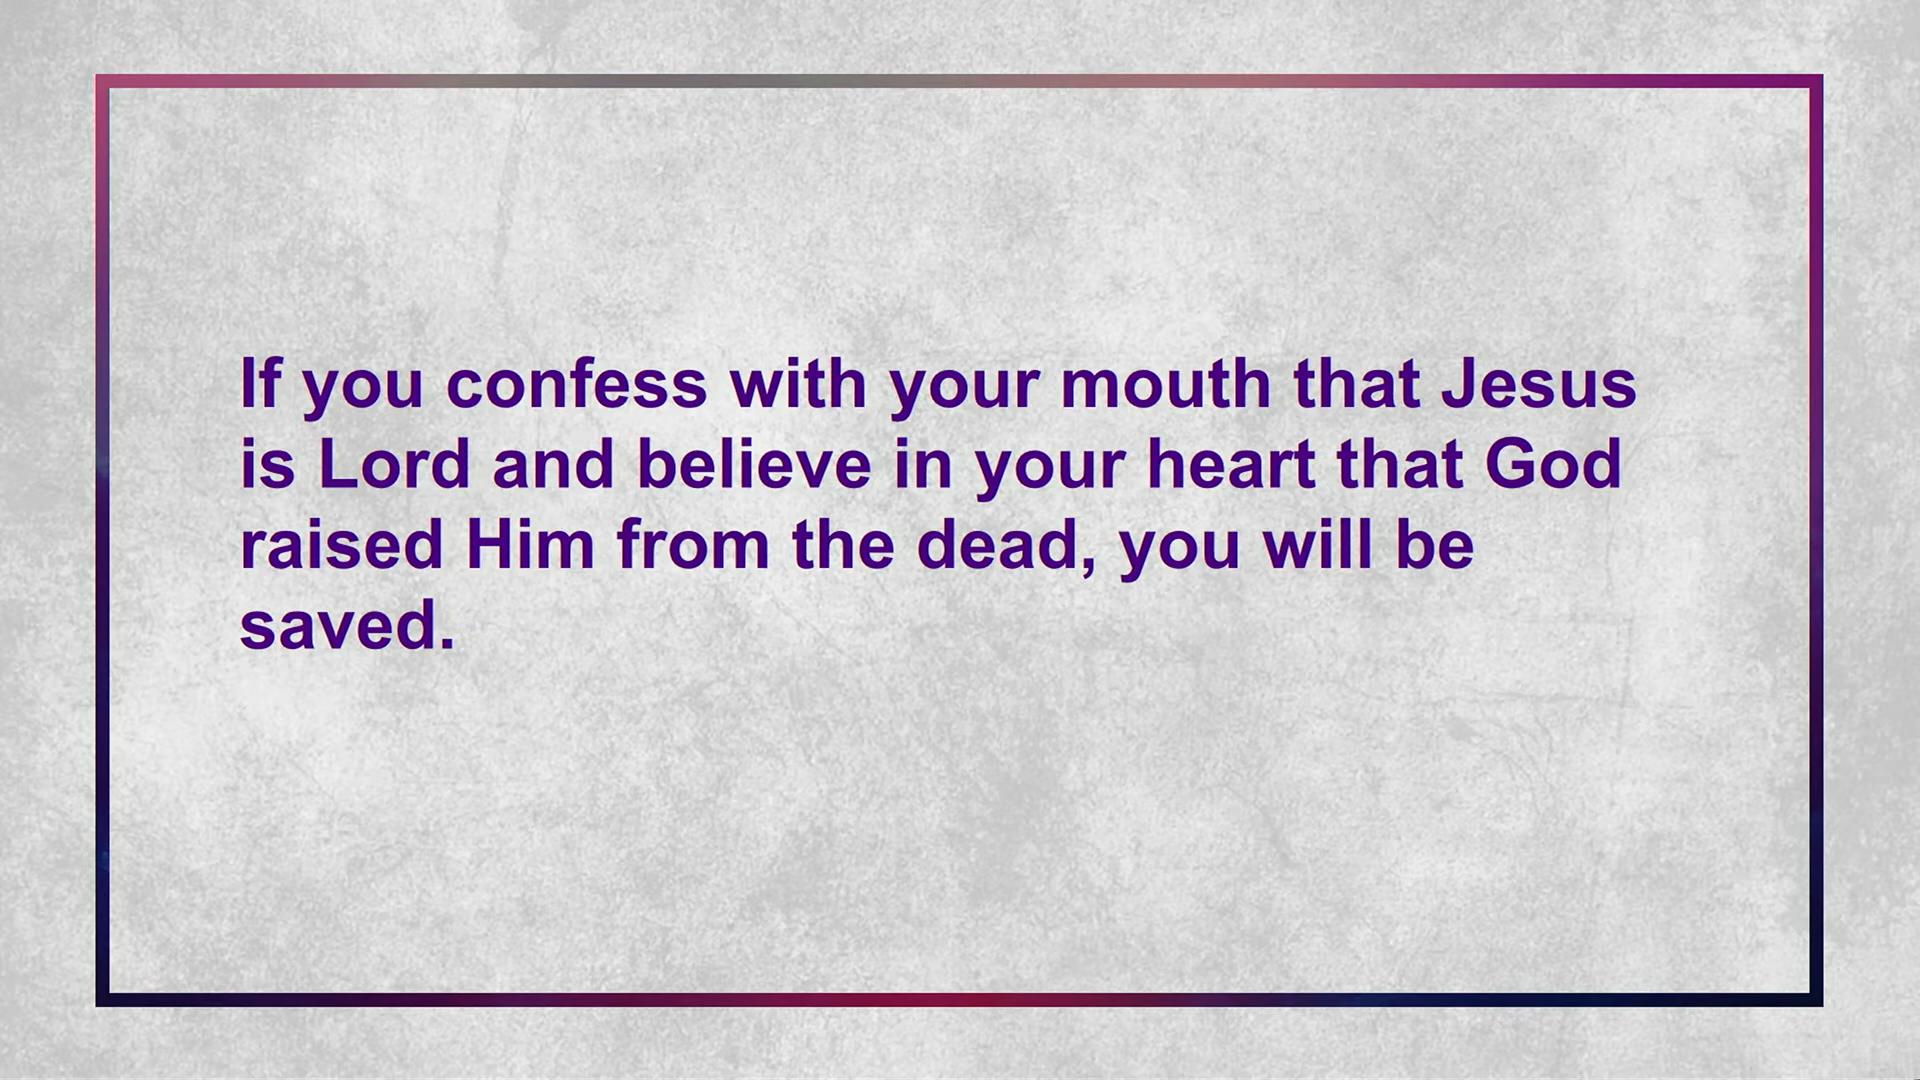 If you confess with your mouth that Jesus
is Lord and believe in your heart that God
raised Him from the dead, you will be
saved.